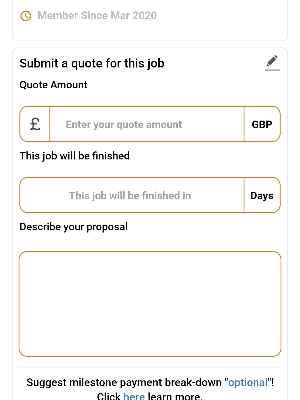 Member Since Mar 2020
Submit a quote for this job
Quote Amount
£ Enter your quote amount GBP
This job will be finished
This job will be finished in Days
Describe your proposal
Suggest milestone payment break-down "optional"!
Click here learn more.